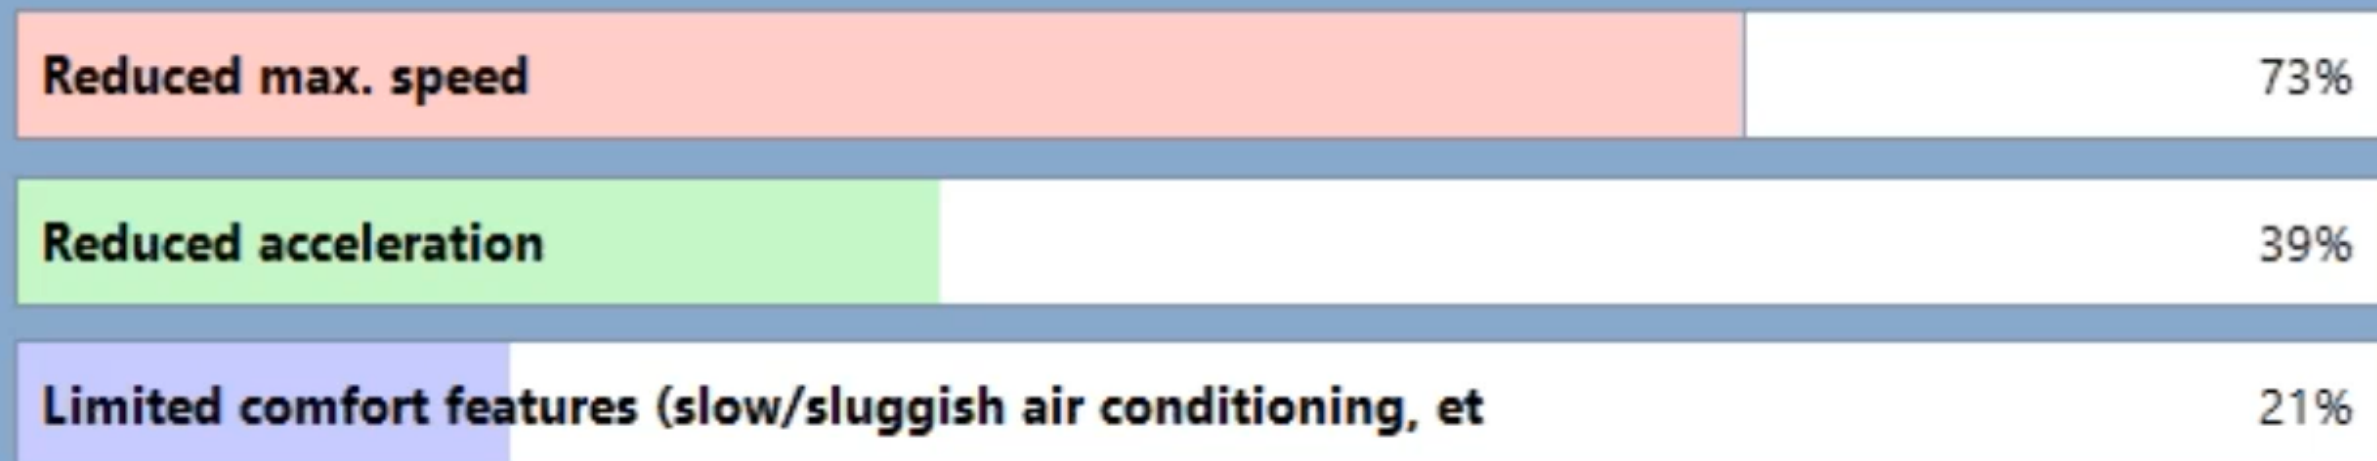 Reduced max. speed 73%
Reduced acceleration 39%
Limited comfort features (slow/sluggish air conditioning, et 21%